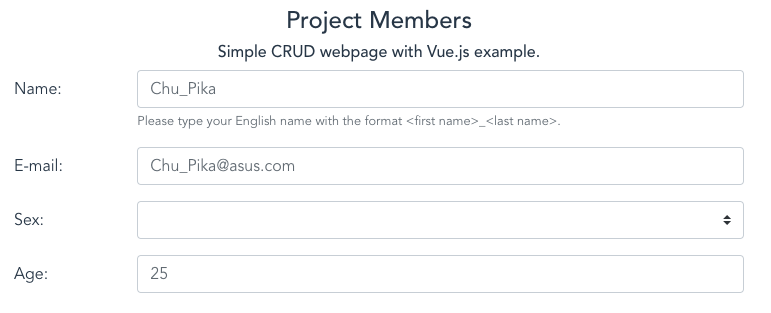 Project Members
Simple CRUD webpage with Vue.js example.
Name:
Chu_Pika
Please type your English name with the format <first name>_<last name>.
E-mail:
Chu_Pika@asus.com
Sex:
Age:
25